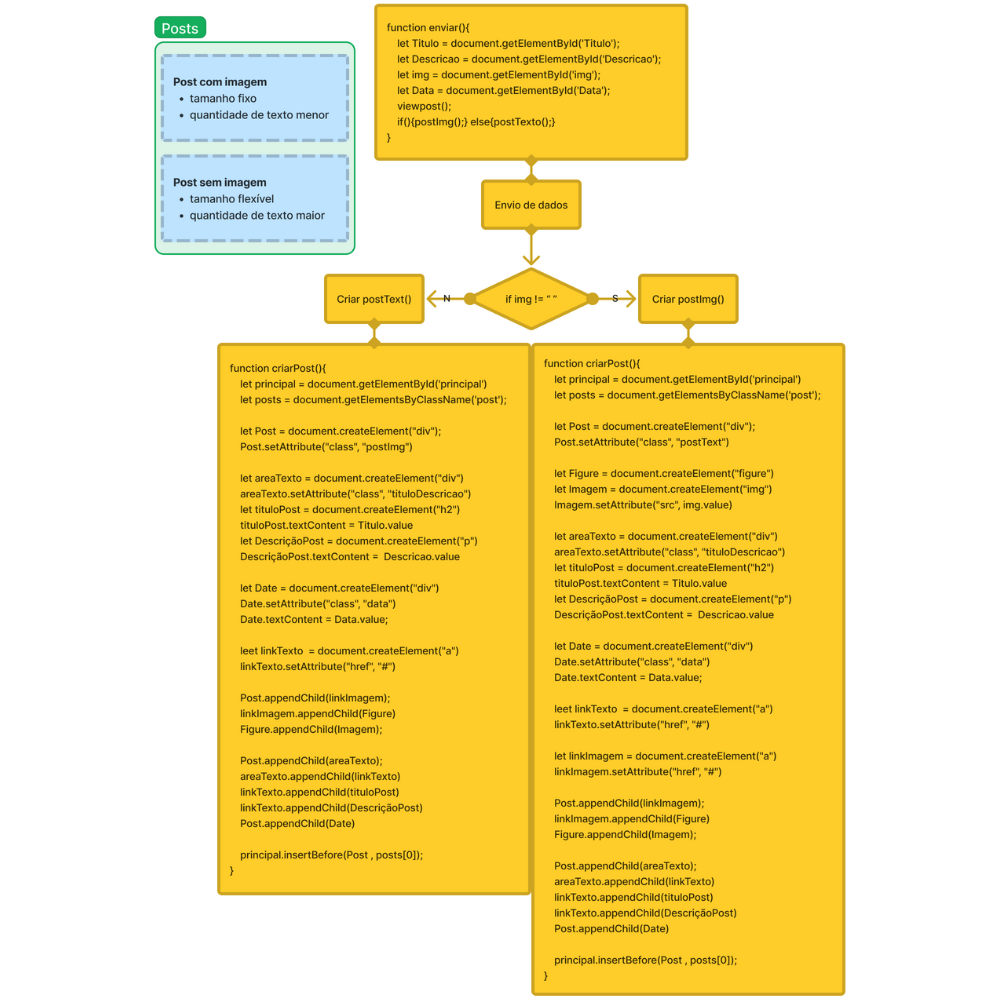 Posts
Post com imagem
• tamanho fixo
• quantidade de texto menor
Post sem imagem
• tamanho flexível
• quantidade de texto maior
function enviar(){
let Titulo = document.getElementById('Titulo');
let Descricao = document.getElementById('Descricao');
let img = document.getElementById('img);
let Data = document.getElementById('Data');
viewpost();
if(){postImg();} else{postTexto();}
}
Envio de dados
if img != “ “
N
S
Criar postText()
Criar postImg()
function criarPost(){
let principal = document.getElementById('principal')
let posts = document.getElementsByClassName('post');
let Post = document.createElement("div");
Post.setAttribute("class", "postImg")
let areaTexto = document.createElement("div")
areaTexto.setAttribute("class", "tituloDescricao")
let tituloPost = document.createElement("h2")
tituloPost.textContent = Titulo.value
let DescriçãoPost = document.createElement("p")
DescriçãoPost.textContent =  Descricao.value
let Date = document.createElement("div")
Date.setAttribute("class", "data")
Date.textContent = Data.value;
leet linkTexto  = document.createElement("a")
linkTexto.setAttribute("href", "#")
Post.appendChild(linkImagem);
linkImagem.appendChild(Figure)
Figure.appendChild(Imagem);
Post.appendChild(areaTexto);
areaTexto.appendChild(linkTexto)
linkTexto.appendChild(tituloPost)
linkTexto.appendChild(DescriçãoPost)
Post.appendChild(Date)
principal.insertBefore(Post , posts[0]);
}
function criarPost(){
let principal = document.getElementById('principal')
let posts = document.getElementsByClassName('post');
let Post = document.createElement("div");
Post.setAttribute("class", "postText")
let Figure = document.createElement("figure")
let Imagem = document.createElement("img")
Imagem.setAttribute("src", img.value)
let areaTexto = document.createElement("div")
areaTexto.setAttribute("class", "tituloDescricao")
let tituloPost = document.createElement("h2")
tituloPost.textContent = Titulo.value
let DescriçãoPost = document.createElement("p")
DescriçãoPost.textContent =  Descricao.value
let Date = document.createElement("div")
Date.setAttribute("class", "data")
Date.textContent = Data.value;
leet linkTexto  = document.createElement("a")
linkTexto.setAttribute("href", "#")
let linkImagem = document.createElement("a")
linkImagem.setAttribute("href", "#")
Post.appendChild(linkImagem);
linkImagem.appendChild(Figure)
Figure.appendChild(Imagem);
Post.appendChild(areaTexto);
areaTexto.appendChild(linkTexto)
linkTexto.appendChild(tituloPost)
linkTexto.appendChild(DescriçãoPost)
Post.appendChild(Date)
principal.insertBefore(Post , posts[0]);
}